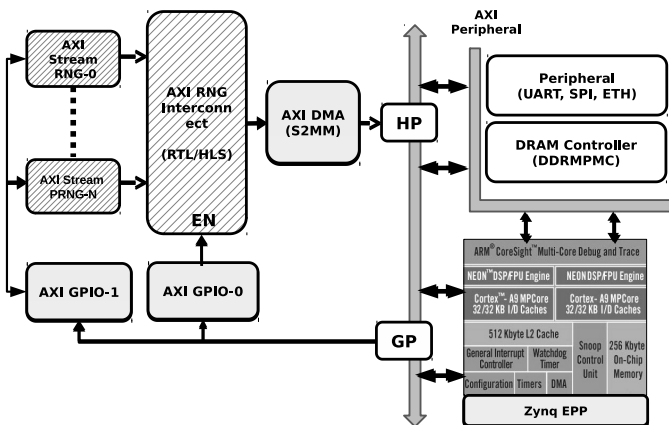 AXI
Stream
RNG-0
AXI Stream
PRNG-N
AXI GPIO-1
AXI RNG
Interconn
ect
(RTL/HLS)
EN
AXI GPIO-0
AXI DMA
(S2MM)
HP
GP
AXI
Peripheral
Peripheral
(UART, SPI, ETH)
DRAM Controller
(DDRMPMC)
ARM® CoreSight™ Multi-Core Debug and Trace
NEON™ DSP/FPU Engine
NEON DSP/FPU Engine
Cortex™- A9 MPCore
32/32 KB I/D Caches
Cortex- A9 MPCore
32/32 KB I/D Caches
512 Kbyte L2 Cache
General Interrupt
Controller
Watchdog
Timer
Configuration
Timers
DMA
Snoop
Control
Unit
256 Kbyte
On-Chip
Memory
Zynq EPP